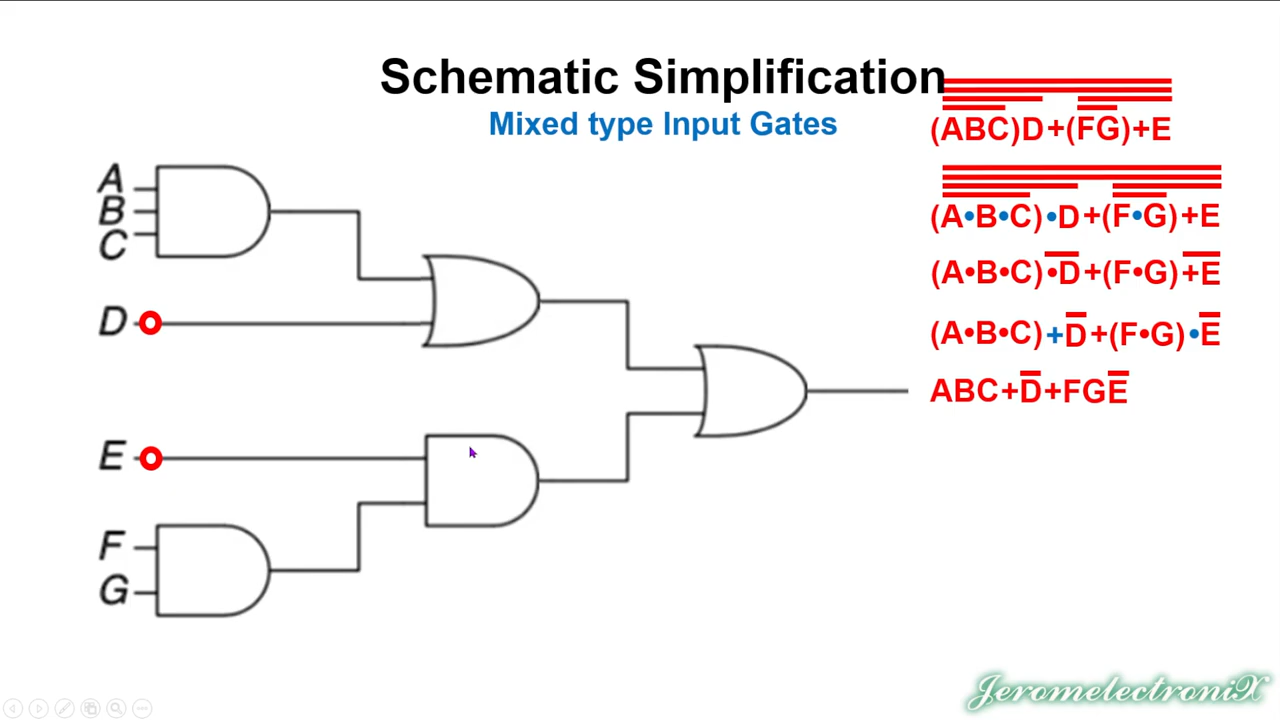 Schematic Simplification
Mixed type Input Gates
(ABC)D+(FG)+E
(A•B•C)•D+(F•G)+E
(A•B•C)•D̅+(F•G)+̅E̅
(A•B•C)+D̅+(F•G)•E̅
ABC+D̅+FGE̅
A
B
C
D
E
F
G
JeromelectroniX